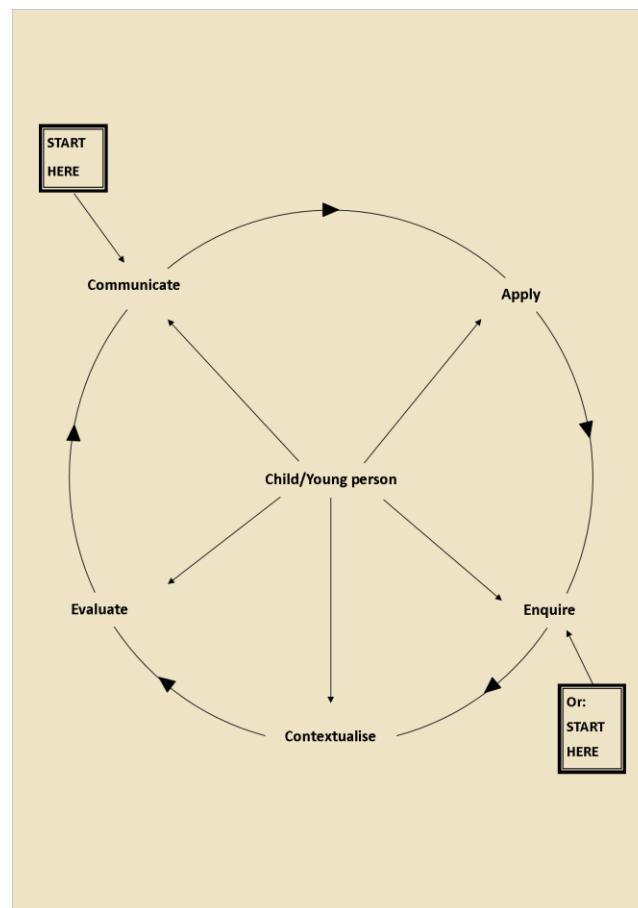 START
HERE
Communicate
Apply
Child/Young person
Evaluate
Enquire
Contextualise
Or:
START
HERE